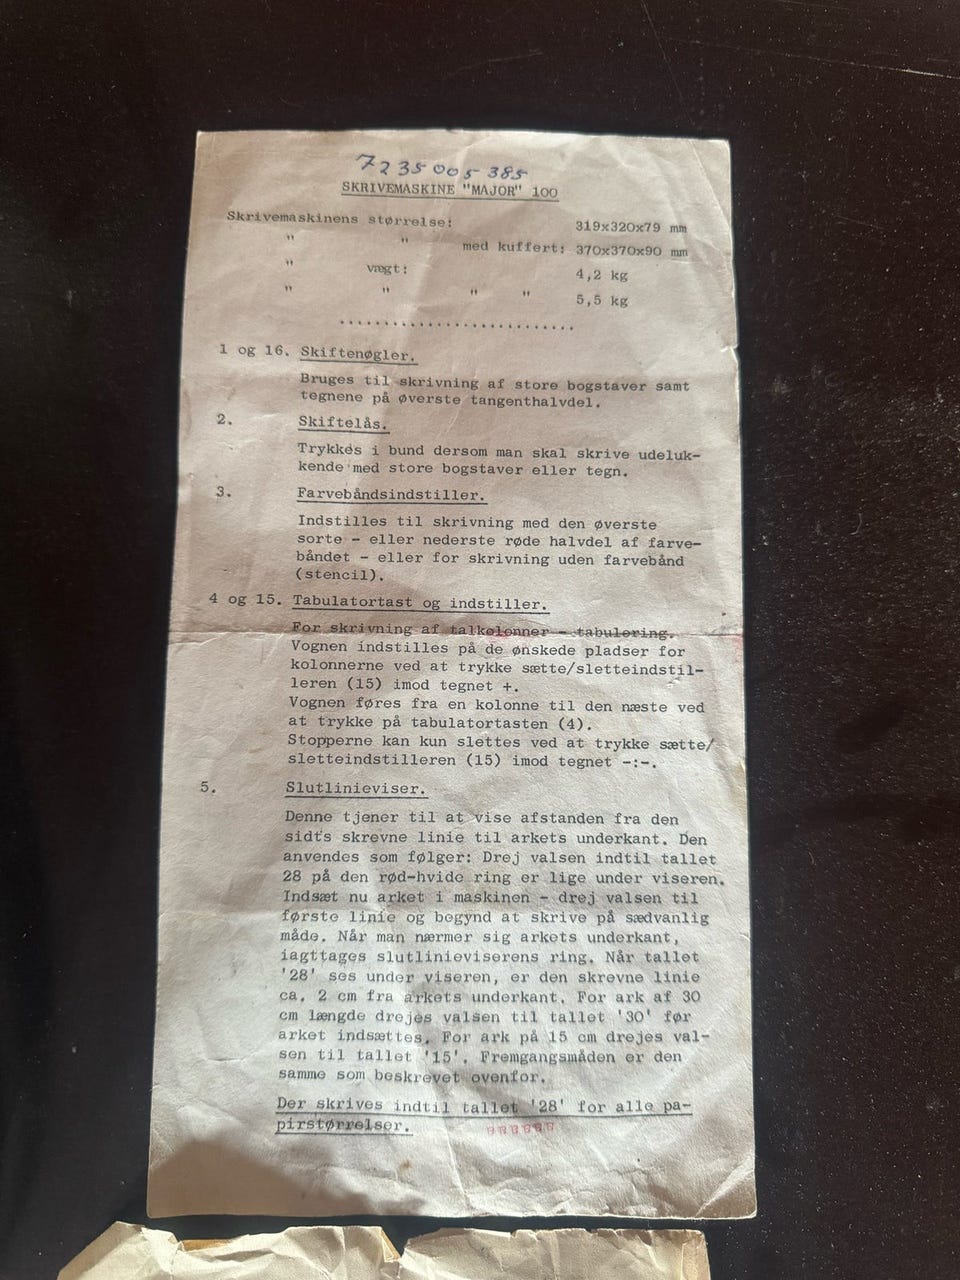 7235005385
SKRIVEMASKINE "MAJOR" 100
Skrivemaskinens størrelse: 319x320x79 mm
" " med kuffert: 370x370x90 mm
" vægt: 4,2 kg
" " " " 5,5 kg
...........................
1 og 16. Skiftenøgler.
Bruges til skrivning af store bogstaver samt
tegnene på øverste tangenthalvdel.
2. Skiftelås.
Trykkes i bund dersom man skal skrive udeluk-
kende med store bogstaver eller tegn.
3. Farvebåndsindstiller.
Indstilles til skrivning med den øverste
sorte - eller nederste røde halvdel af farve-
båndet - eller for skrivning uden farvebånd
(stencil).
4 og 15. Tabulatortast og indstiller.
For skrivning af talkolonner - tabulering.
Vognen indstilles på de ønskede pladser for
kolonnerne ved at trykke sætte/sletteindstil-
leren (15) imod tegnet +.
Vognen føres fra en kolonne til den næste ved
at trykke på tabulatortasten (4).
Stopperne kan kun slettes ved at trykke sætte/
sletteindstilleren (15) imod tegnet -:-.
5. Slutlinieviser.
Denne tjener til at vise afstanden fra den
sidts skrevne linie til arkets underkant. Den
anvendes som følger: Drej valsen indtil tallet
28 på den rød-hvide ring er lige under viseren.
Indsæt nu arket i maskinen - drej valsen til
første linie og begynd at skrive på sædvanlig
måde. Når man nærmer sig arkets underkant,
iagttages slutlinieviserens ring. Når tallet
'28' ses under viseren, er den skrevne linie
ca. 2 cm fra arkets underkant. For ark af 30
cm længde drejes valsen til tallet '30' før
arket indsættes. For ark på 15 cm drejes val-
sen til tallet '15'. Fremgangsmåden er den
samme som beskrevet ovenfor.
Der skrives indtil tallet '28' for alle pa-
pirstørrelser.